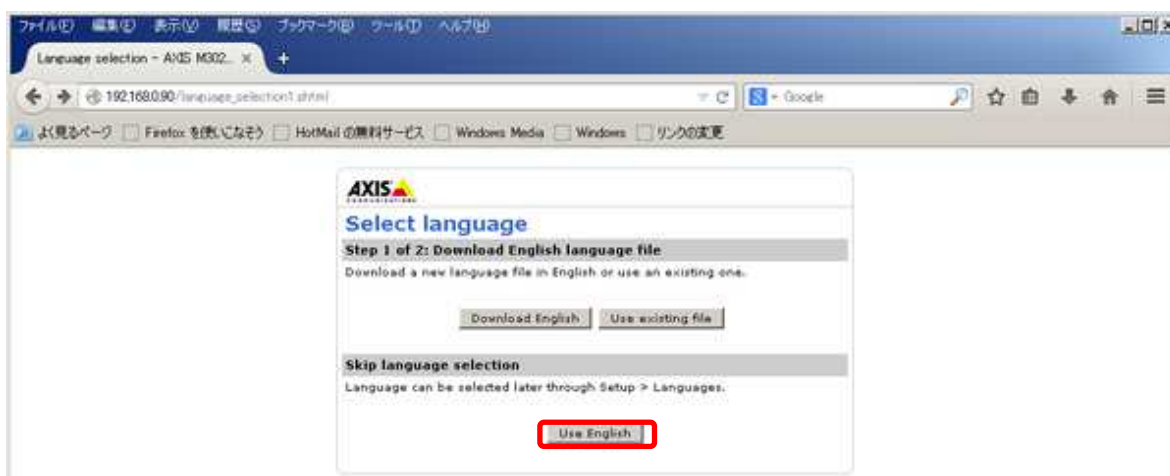 ファイル(F) 編集(E) 表示(V) 履歴(S) ブックマーク(B) ツール(T) ヘルプ(H)
Language selection - AXIS M302... × +
192.168.0.90/language_selection1.shtml
Google
よく見るページ Firefox を使いこなそう HotMail の無料サービス Windows Media Windows リンクの変更
AXIS
COMMUNICATIONS
Select language
Step 1 of 2: Download English language file
Download a new language file in English or use an existing one.
Download English Use existing file
Skip language selection
Language can be selected later through Setup > Languages.
Use English